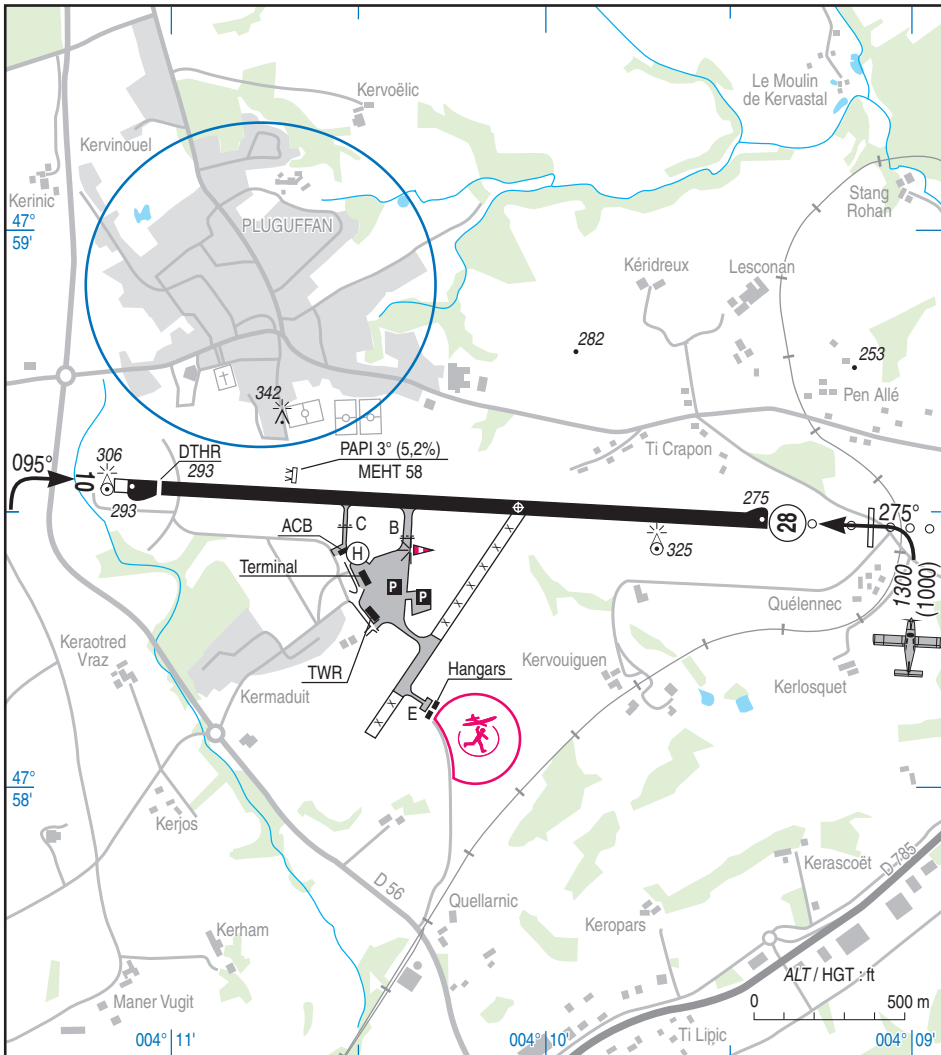 Le Moulin
de Kervastal
Kervoëlic
Kervinouel
Kerinic
Stang
Rohan
47°
59'
PLUGUFFAN
Kéridreux
Lesconan
282
253
342
Pen Allé
Ti Crapon
PAPI 3° (5,2%)
MEHT 58
DTHR
293
306
095°
10
293
275
28
275°
ACB
C
B
H
325
Terminal
P
P
1300
(1000)
Quélennec
Keraotred
Vraz
TWR
Hangars
Kervouiguen
Kerlosquet
Kermaduit
E
47°
58'
Kerjos
Kerascoët
D 785
D 56
Quellarnic
Keropars
Kerham
ALT / HGT : ft
0
500 m
Maner Vugit
Ti Lipic
004° 11'
004° 10'
004° 09'